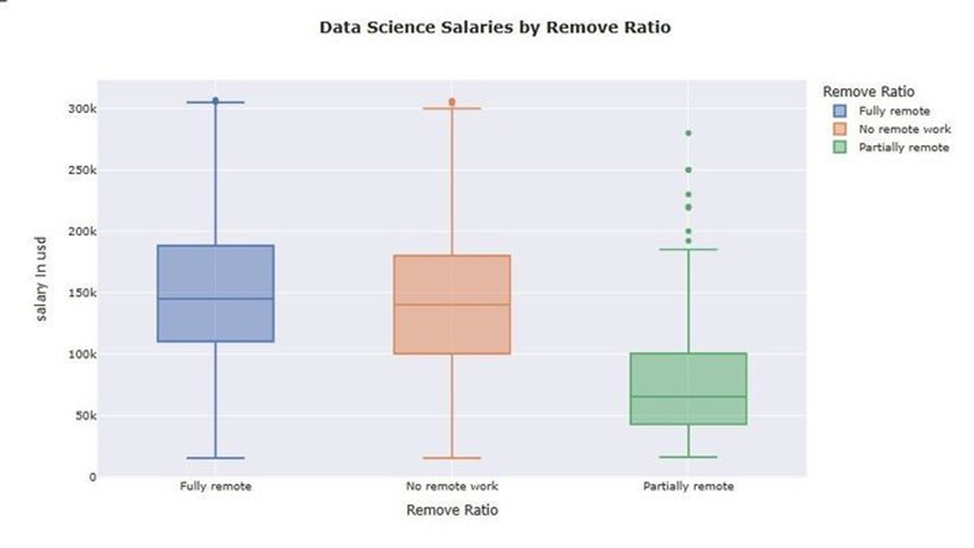 Data Science Salaries by Remove Ratio
salary in usd
300k
250k
200k
150k
100k
50k
0
Fully remote
No remote work
Partially remote
Remove Ratio
Remove Ratio
Fully remote
No remote work
Partially remote